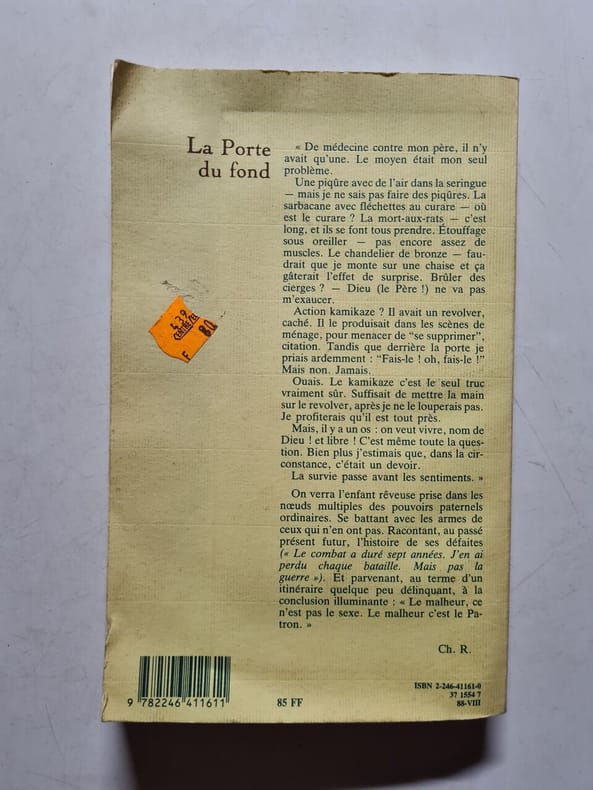 La Porte
du fond
« De médecine contre mon père, il n'y
avait qu'une. Le moyen était mon seul
problème.
Une piqûre avec de l'air dans la seringue
— mais je ne sais pas faire des piqûres. La
sarbacane avec fléchettes au curare — où
est le curare ? La mort-aux-rats — c'est
long, et ils se font tous prendre. Étouffage
sous oreiller — pas encore assez de
muscles. Le chandelier de bronze — fau-
drait que je monte sur une chaise et ça
gâterait l'effet de surprise. Brûler des
cierges ? — Dieu (le Père !) ne va pas
m'exaucer.
Action kamikaze ? Il avait un revolver,
caché. Il le produisait dans les scènes de
ménage, pour menacer de “se supprimer”,
citation. Tandis que derrière la porte je
priais ardemment : “Fais-le ! oh, fais-le !”
Mais non. Jamais.
Ouais. Le kamikaze c'est le seul truc
vraiment sûr. Suffisait de mettre la main
sur le revolver, après je ne le louperais pas.
Je profiterais qu'il est tout près.
Mais, il y a un os : on veut vivre, nom de
Dieu ! et libre ! C'est même toute la ques-
tion. Bien plus j'estimais que, dans la cir-
constance, c'était un devoir.
La survie passe avant les sentiments. »
On verra l'enfant rêveuse prise dans les
nœuds multiples des pouvoirs paternels
ordinaires. Se battant avec les armes de
ceux qui n'en ont pas. Racontant, au passé
présent futur, l'histoire de ses défaites
(« Le combat a duré sept années. J'en ai
perdu chaque bataille. Mais pas la
guerre »). Et parvenant, au terme d'un
itinéraire quelque peu délinquant, à la
conclusion illuminante : « Le malheur, ce
n'est pas le sexe. Le malheur c'est le Pa-
tron. »
Ch. R.
439
F 80
ISBN 2-246-41161-0
37 1554 7
88-VIII
9 782246 411611
85 FF